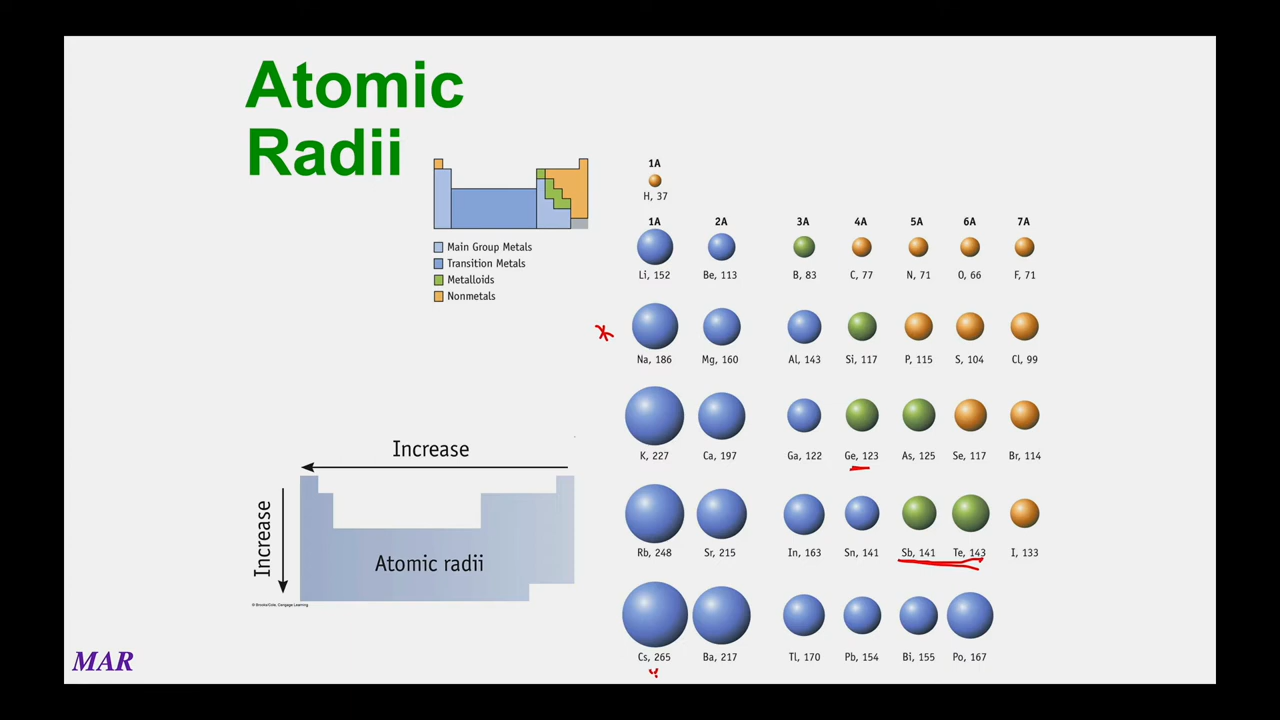 Atomic
Radii
Main Group Metals
Transition Metals
Metalloids
Nonmetals
1A
H, 37
1A 2A 3A 4A 5A 6A 7A
Li, 152 Be, 113 B, 83 C, 77 N, 71 O, 66 F, 71
Na, 186 Mg, 160 Al, 143 Si, 117 P, 115 S, 104 Cl, 99
K, 227 Ca, 197 Ga, 122 Ge, 123 As, 125 Se, 117 Br, 114
Rb, 248 Sr, 215 In, 163 Sn, 141 Sb, 141 Te, 143 I, 133
Cs, 265 Ba, 217 Tl, 170 Pb, 154 Bi, 155 Po, 167
Increase
Increase
Atomic radii
© Brooks/Cole, Cengage Learning
MAR